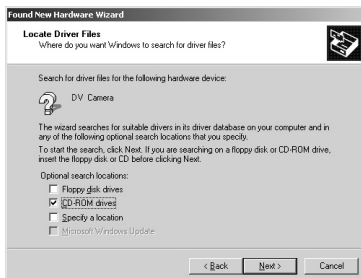 Found New Hardware Wizard
Locate Driver Files
Where do you want Windows to search for driver files?
Search for driver files for the following hardware device:
DV Camera
The wizard searches for suitable drivers in its driver database on your computer and in
any of the following optional search locations that you specify.
To start the search, click Next. If you are searching on a floppy disk or CD-ROM drive,
insert the floppy disk or CD before clicking Next.
Optional search locations:
Floppy disk drives
CD-ROM drives
Specify a location
Microsoft Windows Update
< Back Next > Cancel